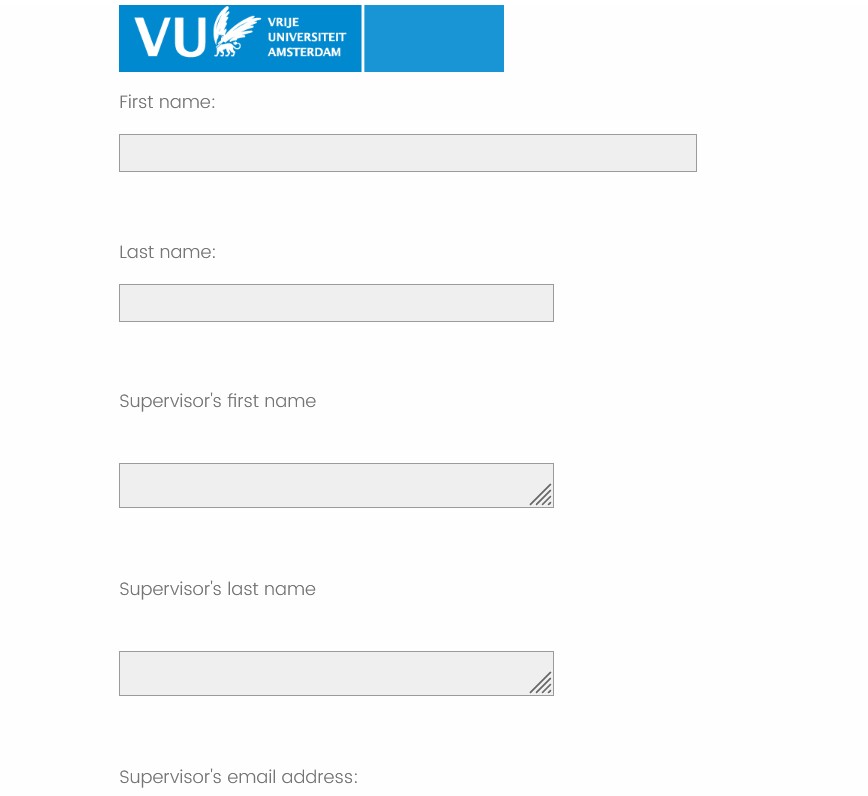 VU
VRIJE
UNIVERSITEIT
AMSTERDAM
First name:
Last name:
Supervisor's first name
Supervisor's last name
Supervisor's email address: